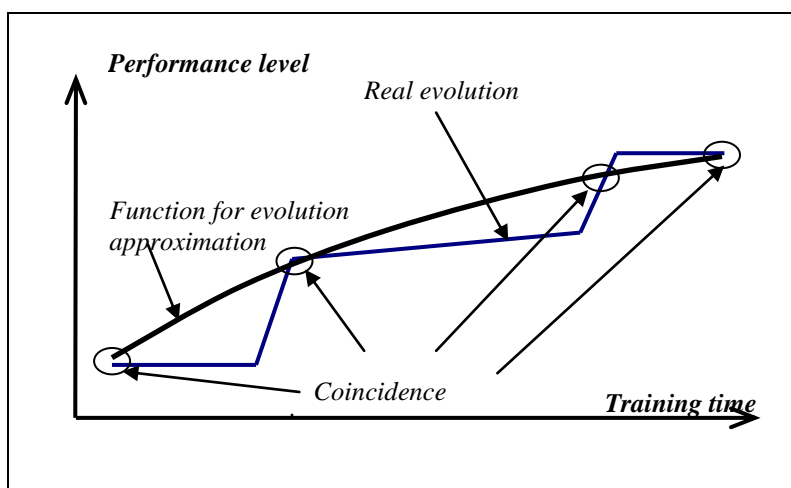 Performance level
Real evolution
Function for evolution
approximation
Coincidence
Training time